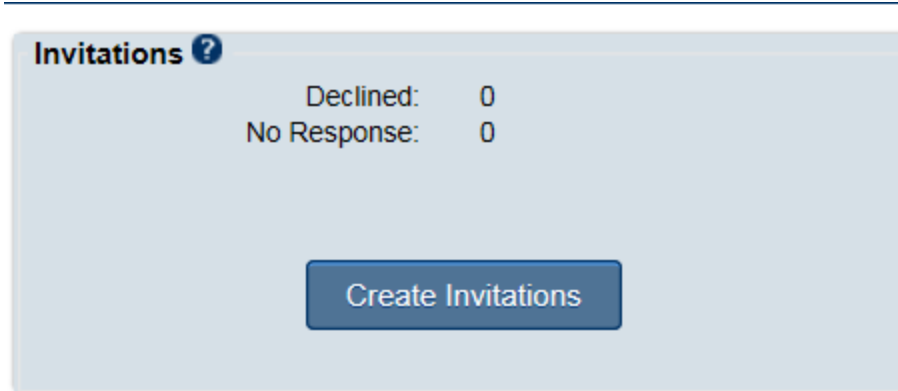 Invitations ?
Declined: 0
No Response: 0
Create Invitations